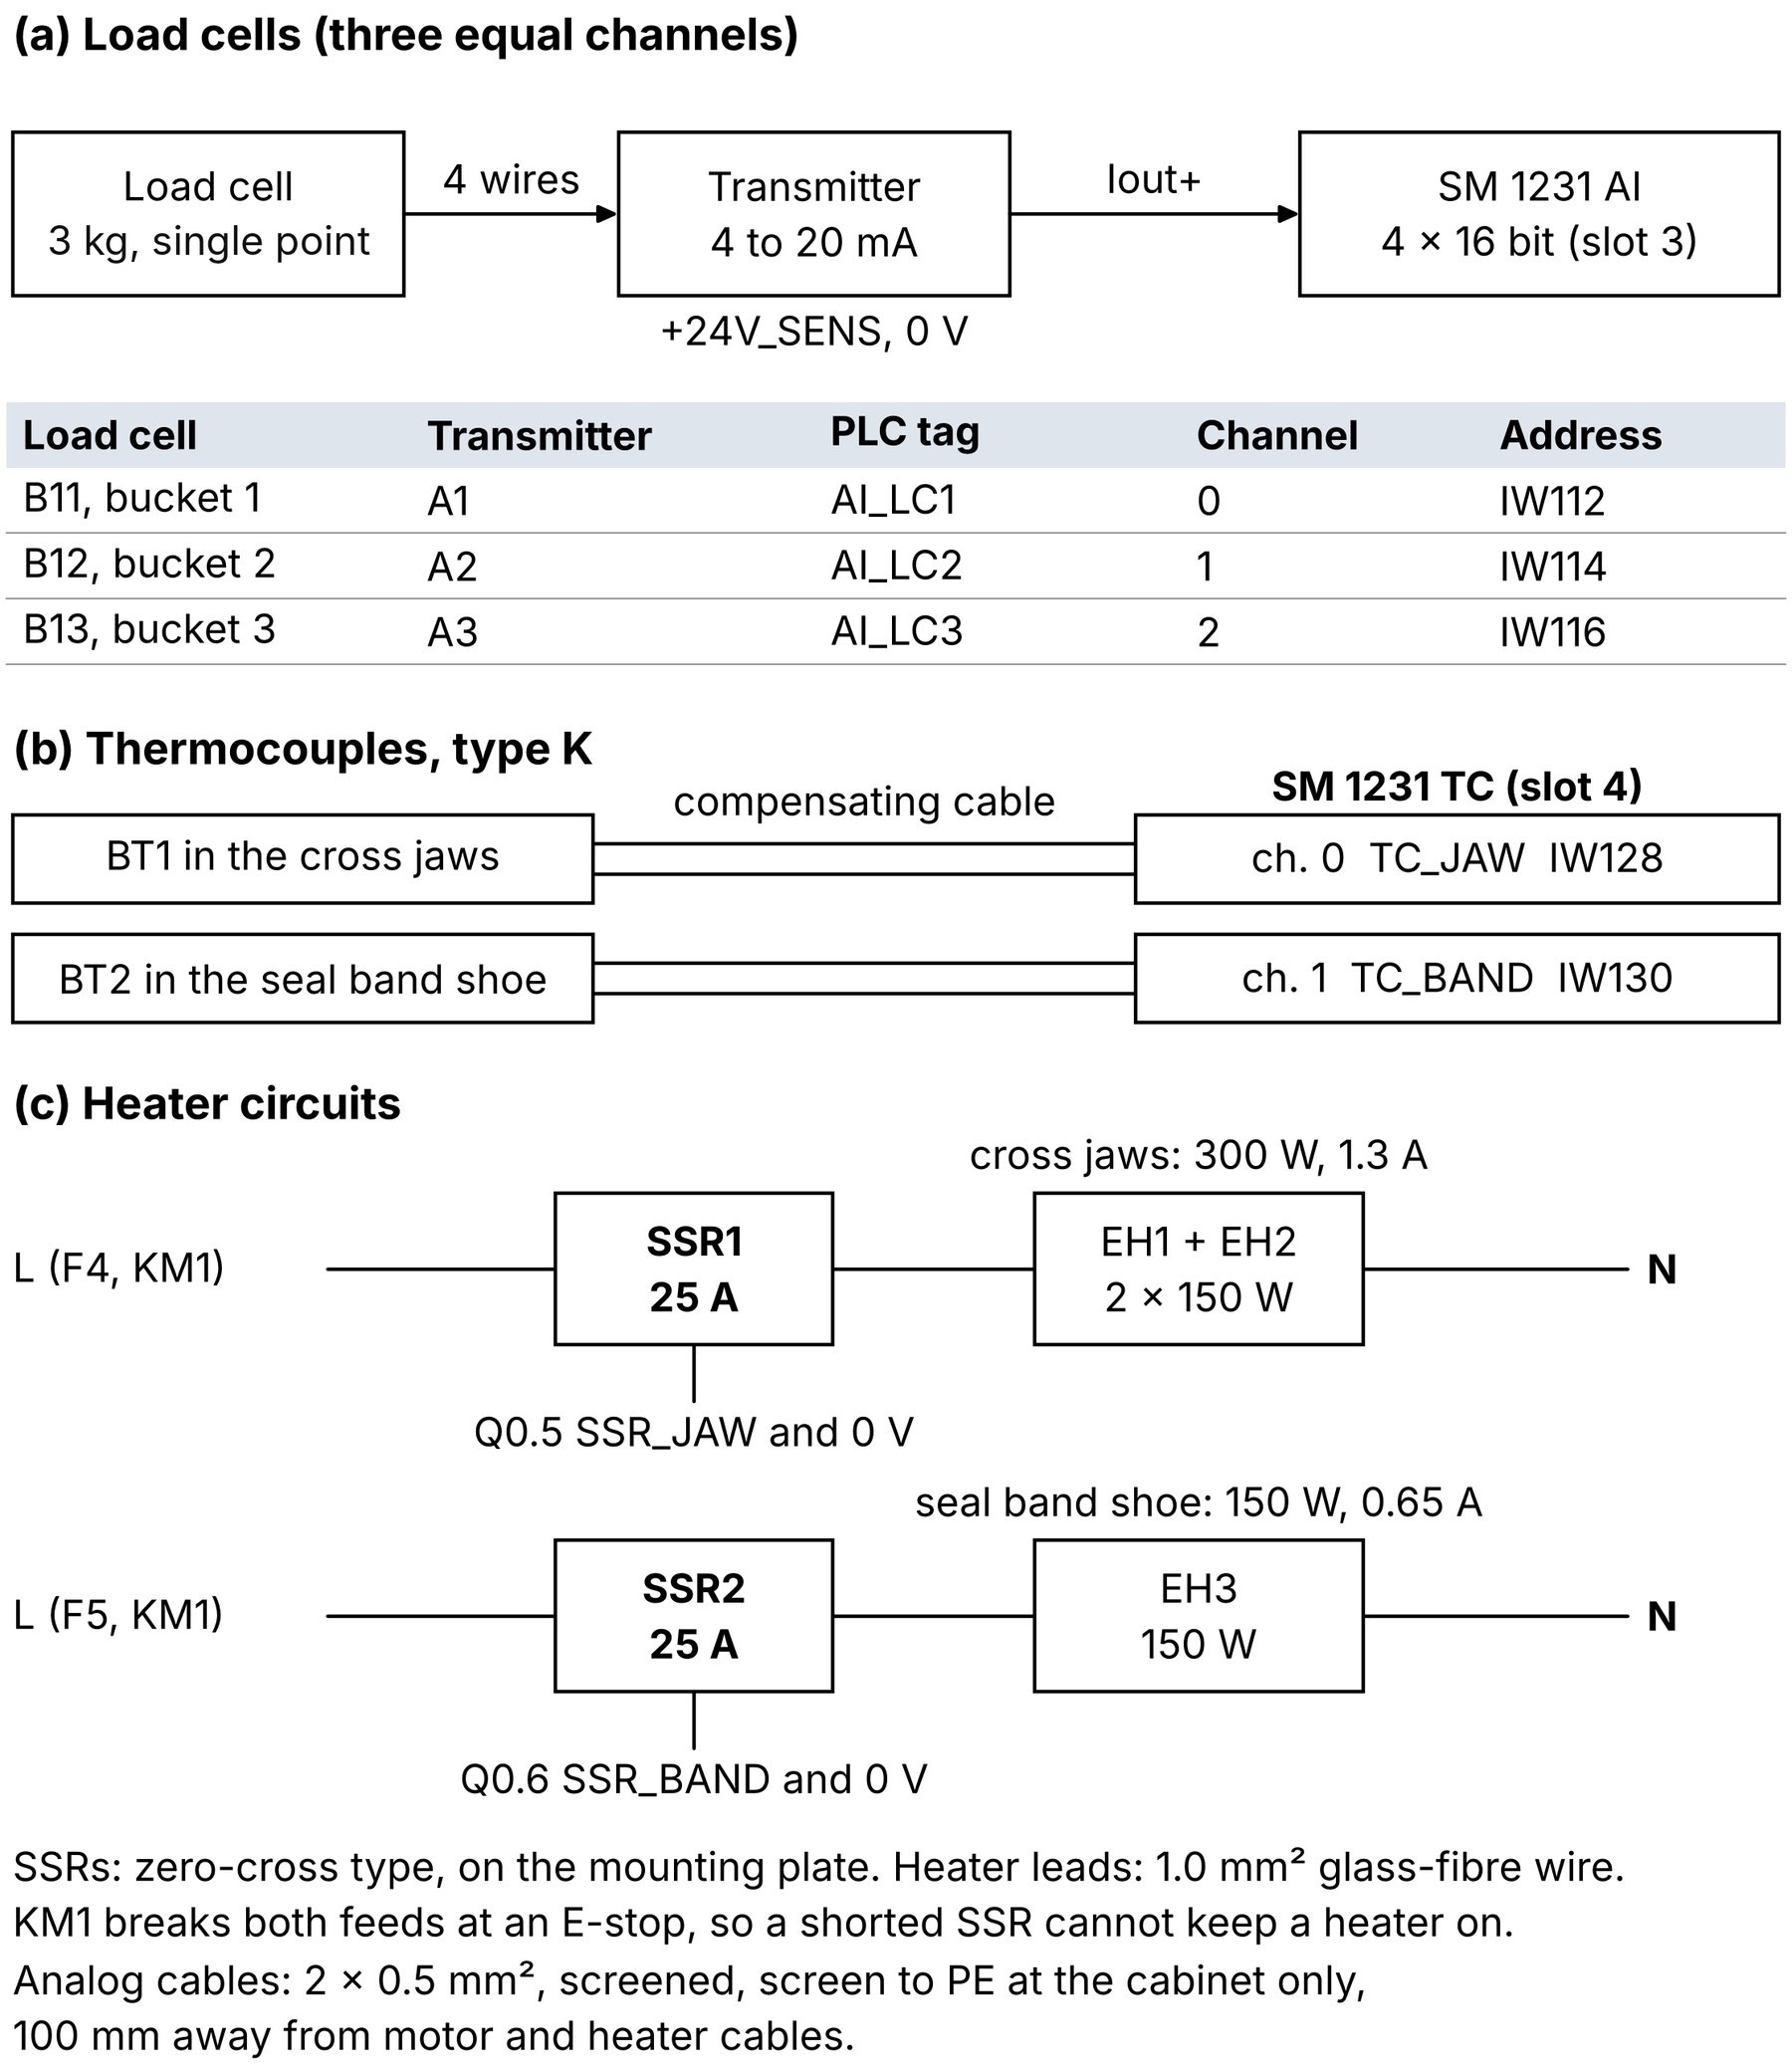 (a) Load cells (three equal channels)
Load cell
3 kg, single point
4 wires
Transmitter
4 to 20 mA
Iout+
SM 1231 AI
4 × 16 bit (slot 3)
+24V_SENS, 0 V
Load cell Transmitter PLC tag Channel Address
B11, bucket 1 A1 AI_LC1 0 IW112
B12, bucket 2 A2 AI_LC2 1 IW114
B13, bucket 3 A3 AI_LC3 2 IW116
(b) Thermocouples, type K
compensating cable
SM 1231 TC (slot 4)
BT1 in the cross jaws
ch. 0 TC_JAW IW128
BT2 in the seal band shoe
ch. 1 TC_BAND IW130
(c) Heater circuits
cross jaws: 300 W, 1.3 A
L (F4, KM1)
SSR1
25 A
EH1 + EH2
2 × 150 W
N
Q0.5 SSR_JAW and 0 V
seal band shoe: 150 W, 0.65 A
L (F5, KM1)
SSR2
25 A
EH3
150 W
N
Q0.6 SSR_BAND and 0 V
SSRs: zero-cross type, on the mounting plate. Heater leads: 1.0 mm² glass-fibre wire.
KM1 breaks both feeds at an E-stop, so a shorted SSR cannot keep a heater on.
Analog cables: 2 × 0.5 mm², screened, screen to PE at the cabinet only,
100 mm away from motor and heater cables.